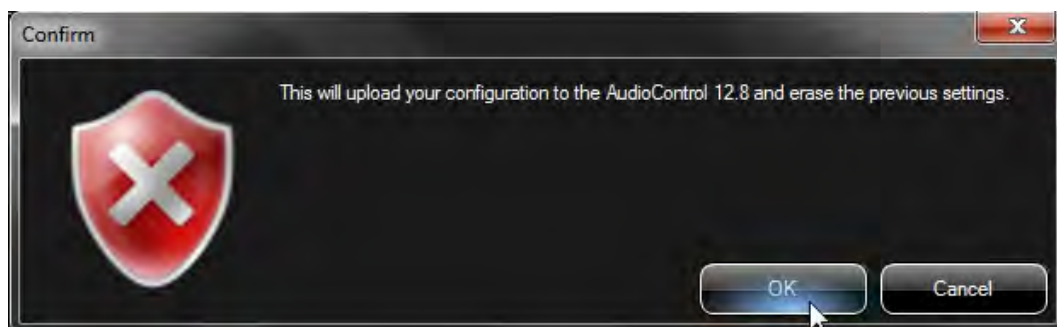 Confirm
This will upload your configuration to the AudioControl 12.8 and erase the previous settings.
OK
Cancel